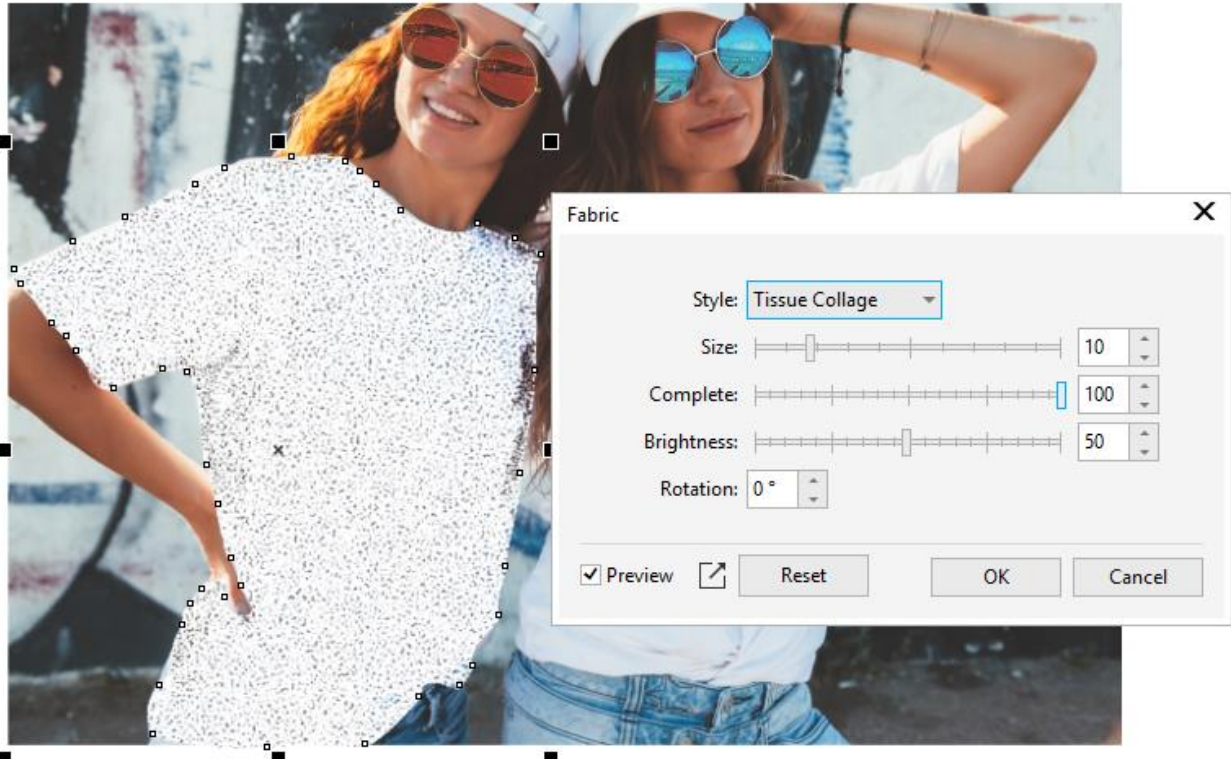 Fabric
Style: Tissue Collage
Size: 10
Complete: 100
Brightness: 50
Rotation: 0 °
Preview Reset OK Cancel